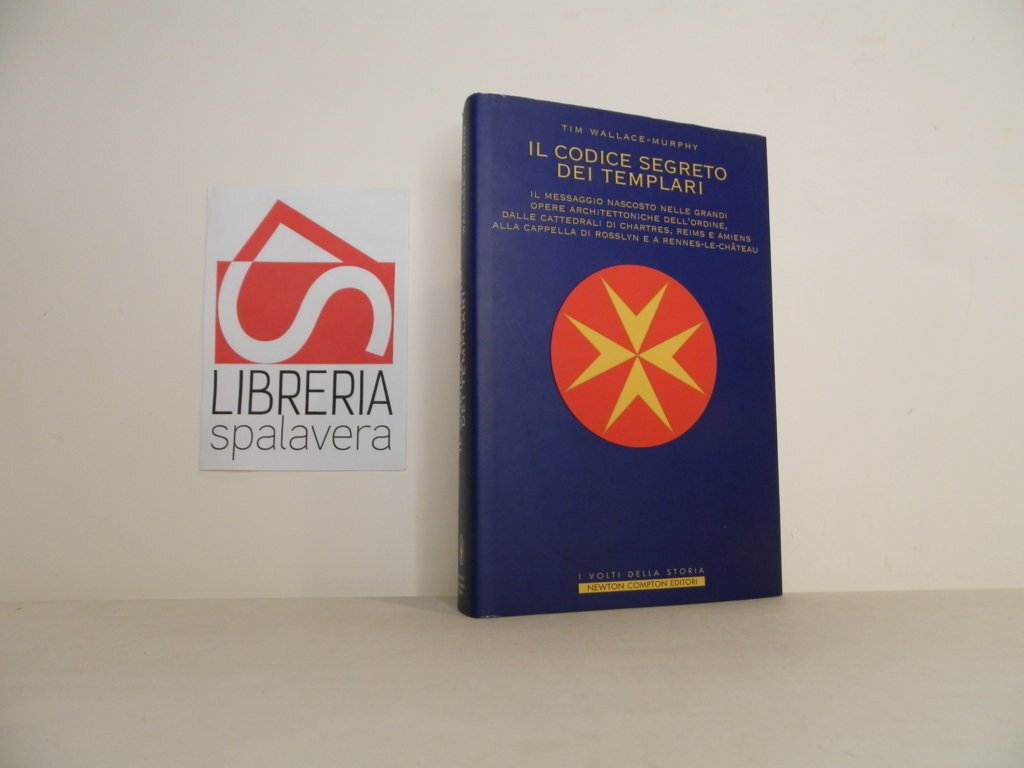 LIBRERIA
spalavera
TIM WALLACE-MURPHY
IL CODICE SEGRETO
DEI TEMPLARI
IL MESSAGGIO NASCOSTO NELLE GRANDI
OPERE ARCHITETTONICHE DELL'ORDINE,
DALLE CATTEDRALI DI CHARTRES, REIMS E AMIENS
ALLA CAPPELLA DI ROSSLYN E A RENNES-LE-CHÂTEAU
I VOLTI DELLA STORIA
NEWTON COMPTON EDITORI
DEI TEMPLARI